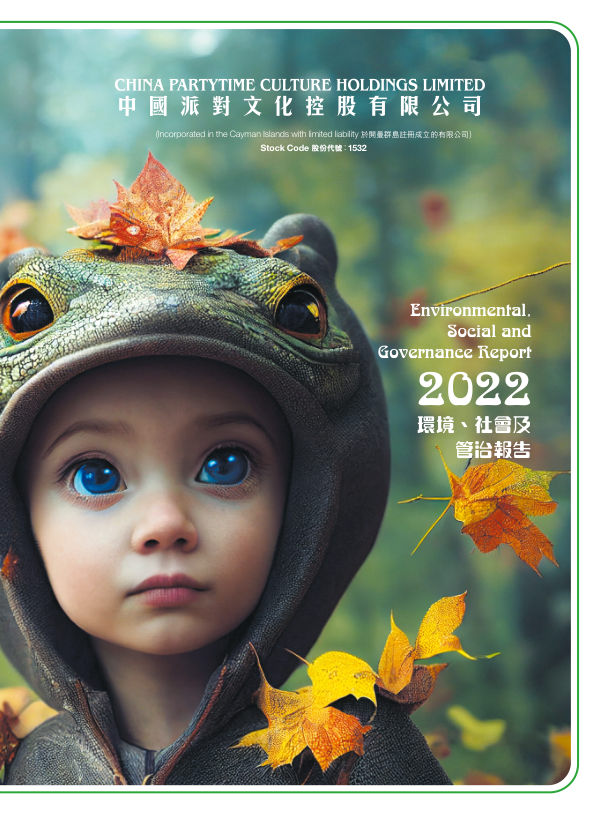 CHINA PARTYTIME CULTURE HOLDINGS LIMITED
中國派對文化控股有限公司
(Incorporated in the Cayman Islands with limited liability 於開曼群島註冊成立的有限公司)
Stock Code 股份代號 : 1532
Environmental,
Social and
Governance Report
2022
環境、社會及
管治報告